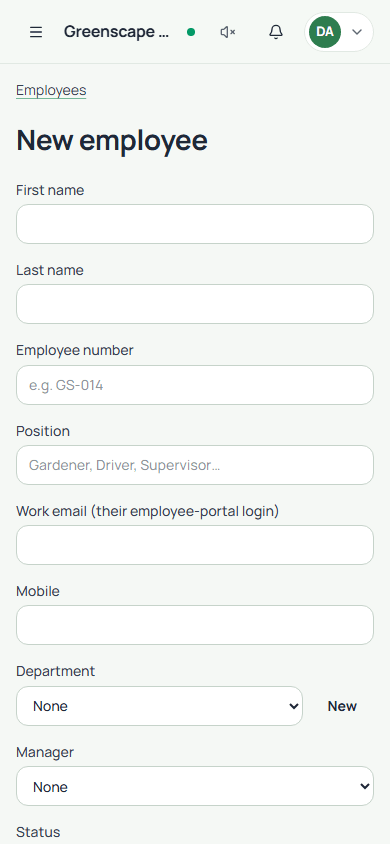 Greenscape ...
DA
Employees
New employee
First name
Last name
Employee number
e.g. GS-014
Position
Gardener, Driver, Supervisor...
Work email (their employee-portal login)
Mobile
Department
None
New
Manager
None
Status